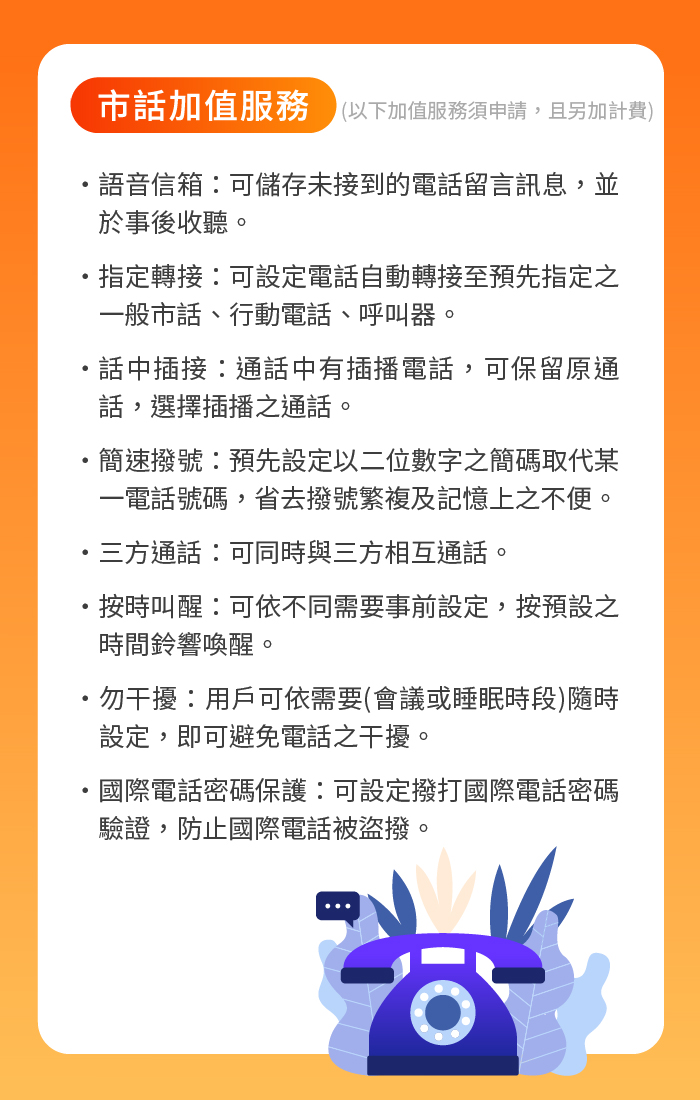 市話加值服務 (以下加值服務須申請，且另加計費)
・語音信箱：可儲存未接到的電話留言訊息，並
於事後收聽。
・指定轉接：可設定電話自動轉接至預先指定之
一般市話、行動電話、呼叫器。
・話中插接：通話中有插播電話，可保留原通
話，選擇插播之通話。
・簡速撥號：預先設定以二位數字之簡碼取代某
一電話號碼，省去撥號繁複及記憶上之不便。
・三方通話：可同時與三方相互通話。
・按時叫醒：可依不同需要事前設定，按預設之
時間鈴響喚醒。
・勿干擾：用戶可依需要(會議或睡眠時段)隨時
設定，即可避免電話之干擾。
・國際電話密碼保護：可設定撥打國際電話密碼
驗證，防止國際電話被盜撥。